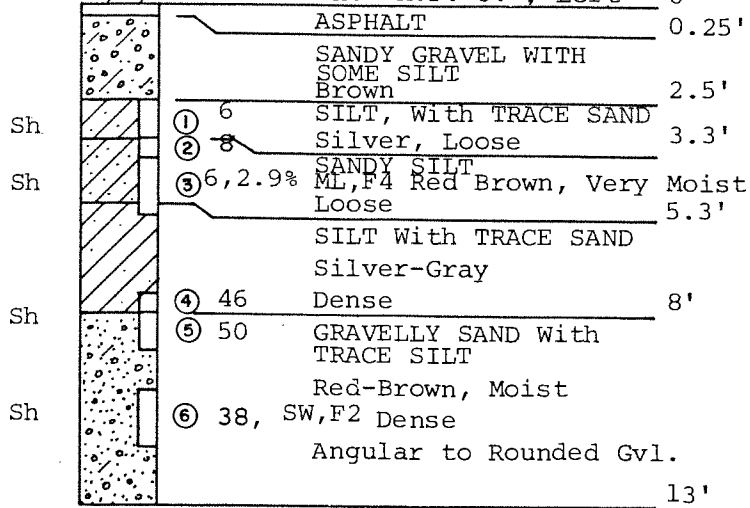 0
ASPHALT 0.25'
SANDY GRAVEL WITH
SOME SILT
Brown 2.5'
Sh ① 6 SILT, With TRACE SAND
② 8 Silver, Loose 3.3'
SANDY SILT
Sh ③ 6,2.9% ML,F4 Red Brown, Very Moist
Loose 5.3'
SILT With TRACE SAND
Silver-Gray
④ 46 Dense 8'
Sh
⑤ 50 GRAVELLY SAND With
TRACE SILT
Red-Brown, Moist
Sh ⑥ 38, SW,F2 Dense
Angular to Rounded Gvl.
13'